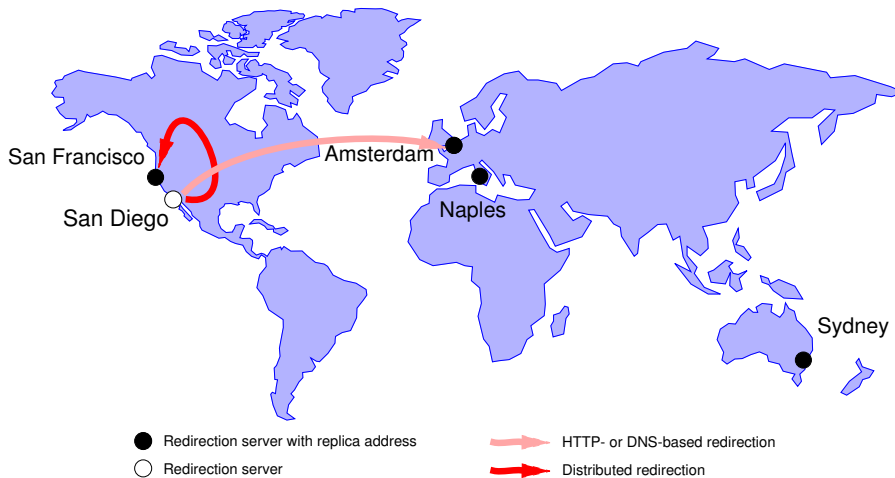 San Francisco
Amsterdam
San Diego
Naples
Sydney
Redirection server with replica address
HTTP- or DNS-based redirection
Redirection server
Distributed redirection